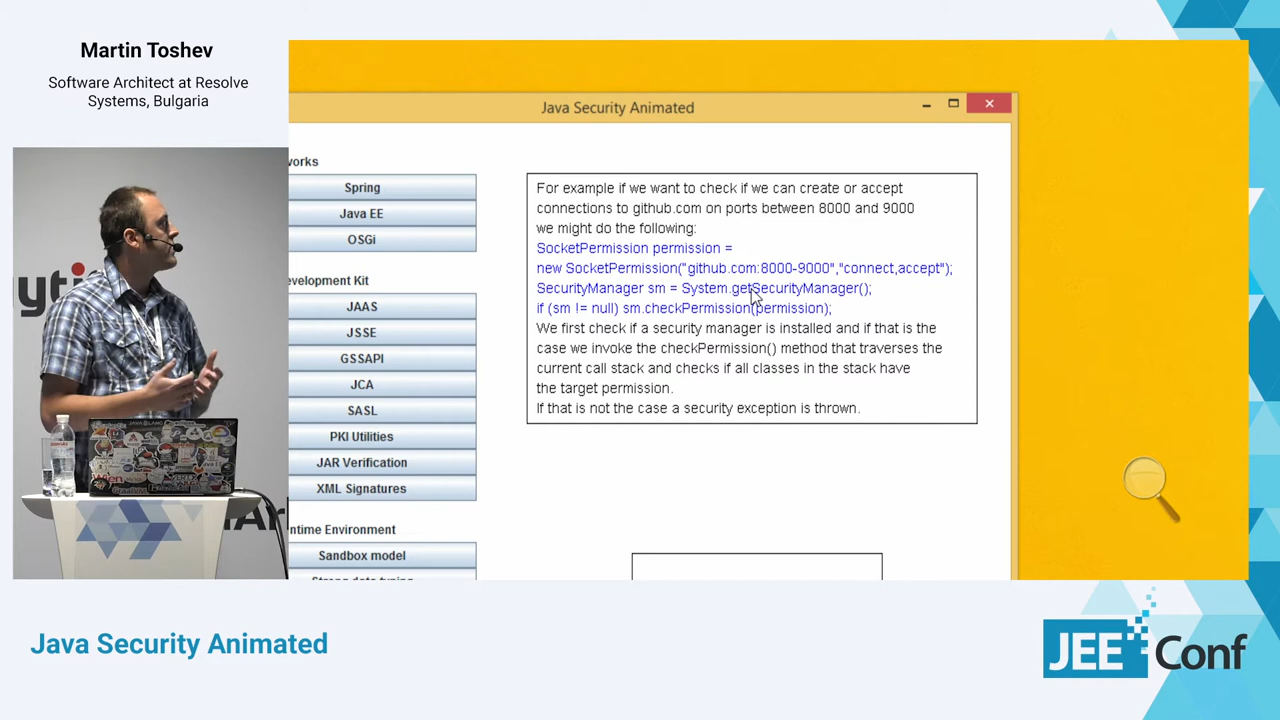 Martin Toshev
Software Architect at Resolve
Systems, Bulgaria
Java Security Animated
orks
Spring
Java EE
OSGi
evelopment Kit
JAAS
JSSE
GSSAPI
JCA
SASL
PKI Utilities
JAR Verification
XML Signatures
ntime Environment
Sandbox model
Strong data typing
For example if we want to check if we can create or accept
connections to github.com on ports between 8000 and 9000
we might do the following:
SocketPermission permission =
new SocketPermission("github.com:8000-9000","connect,accept");
SecurityManager sm = System.getSecurityManager();
if (sm != null) sm.checkPermission(permission);
We first check if a security manager is installed and if that is the
case we invoke the checkPermission() method that traverses the
current call stack and checks if all classes in the stack have
the target permission.
If that is not the case a security exception is thrown.
Java Security Animated
JEE Conf